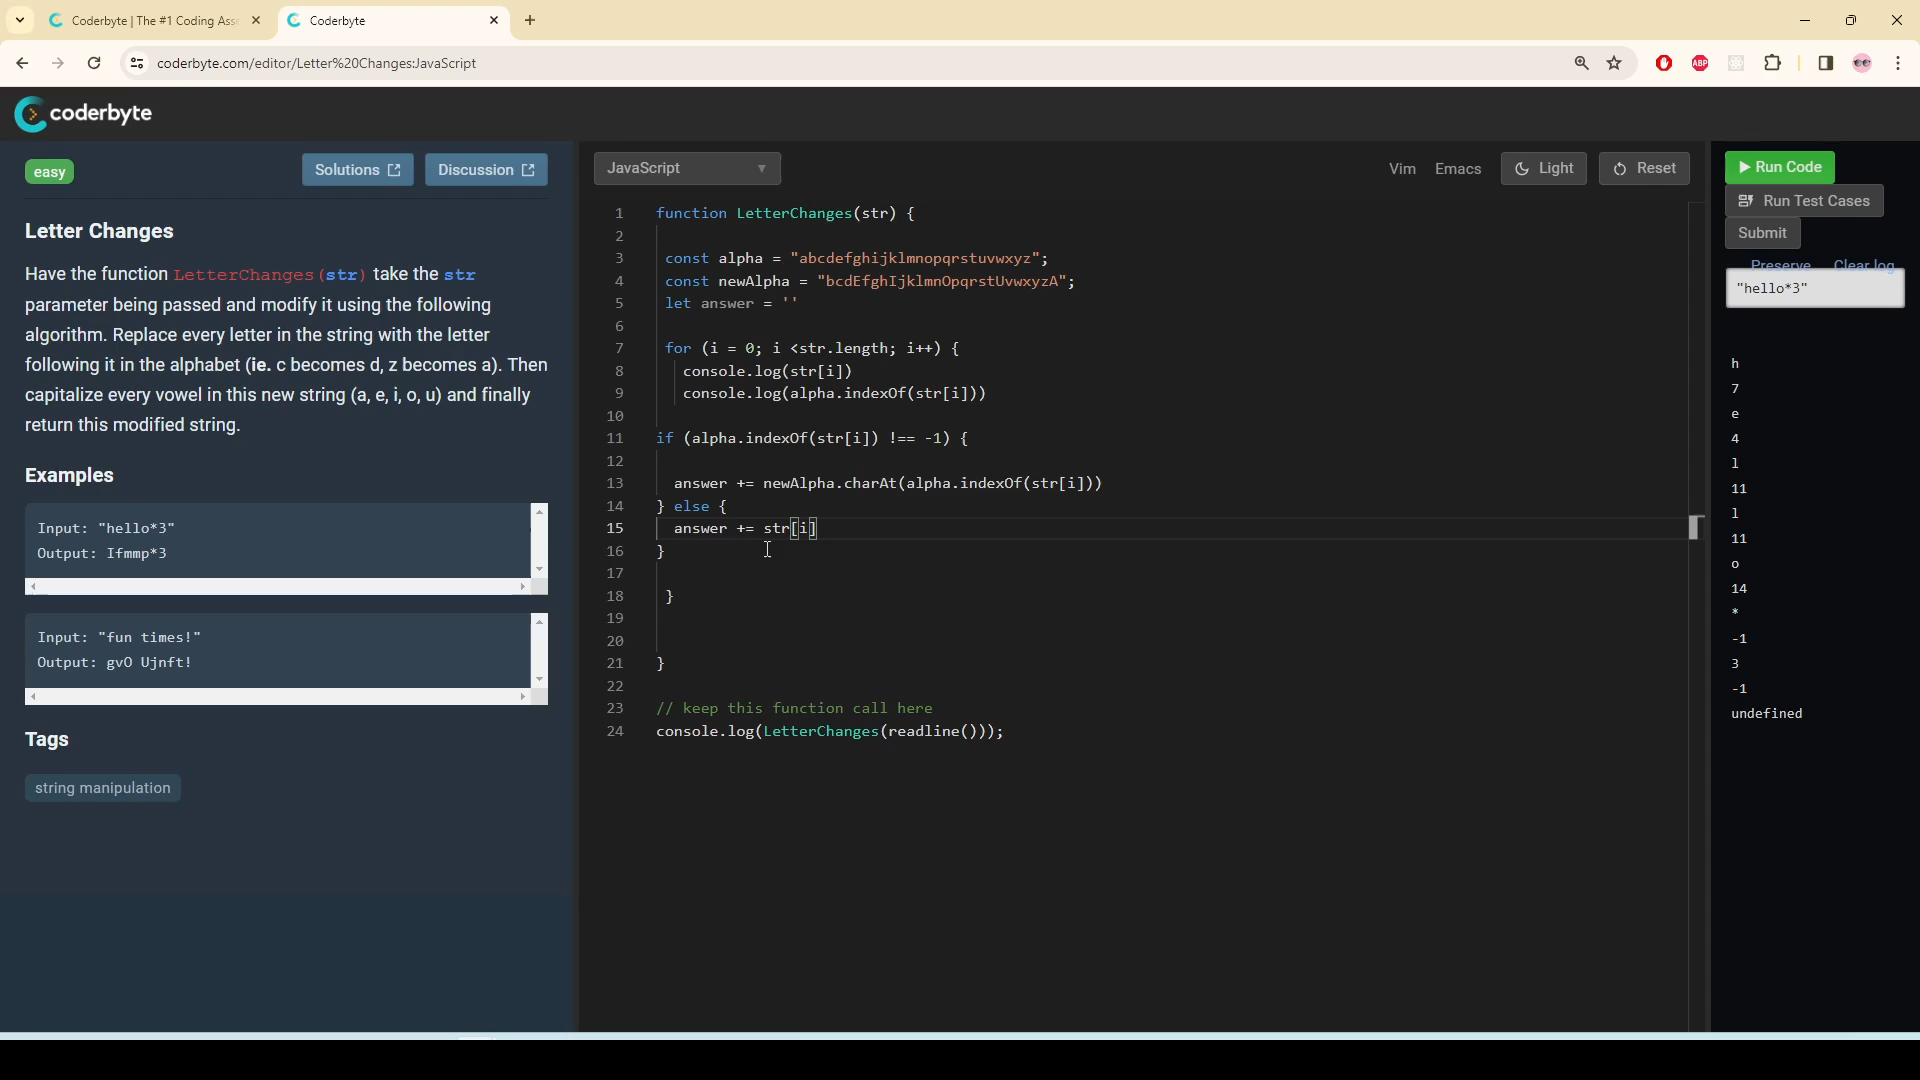 Coderbyte | The #1 Coding Ass
Coderbyte
coderbyte.com/editor/Letter%20Changes:JavaScript
ABP
coderbyte
easy
Solutions
Discussion
Letter Changes
Have the function LetterChanges(str) take the str
parameter being passed and modify it using the following
algorithm. Replace every letter in the string with the letter
following it in the alphabet (ie. c becomes d, z becomes a). Then
capitalize every vowel in this new string (a, e, i, o, u) and finally
return this modified string.
Examples
Input: "hello*3"
Output: Ifmmp*3
Input: "fun times!"
Output: gvO Ujnft!
Tags
string manipulation
JavaScript
Vim
Emacs
Light
Reset
1 function LetterChanges(str) {
2
3 const alpha = "abcdefghijklmnopqrstuvwxyz";
4 const newAlpha = "bcdEfghIjklmnOpqrstUvwxyzA";
5 let answer = ''
6
7 for (i = 0; i <str.length; i++) {
8 console.log(str[i])
9 console.log(alpha.indexOf(str[i]))
10
11 if (alpha.indexOf(str[i]) !== -1) {
12
13 answer += newAlpha.charAt(alpha.indexOf(str[i]))
14 } else {
15 answer += str[i]
16 }
17
18 }
19
20
21 }
22
23 // keep this function call here
24 console.log(LetterChanges(readline()));
Run Code
Run Test Cases
Submit
Preserve Clear log
"hello*3"
h
7
e
4
l
11
l
11
o
14
*
-1
3
-1
undefined